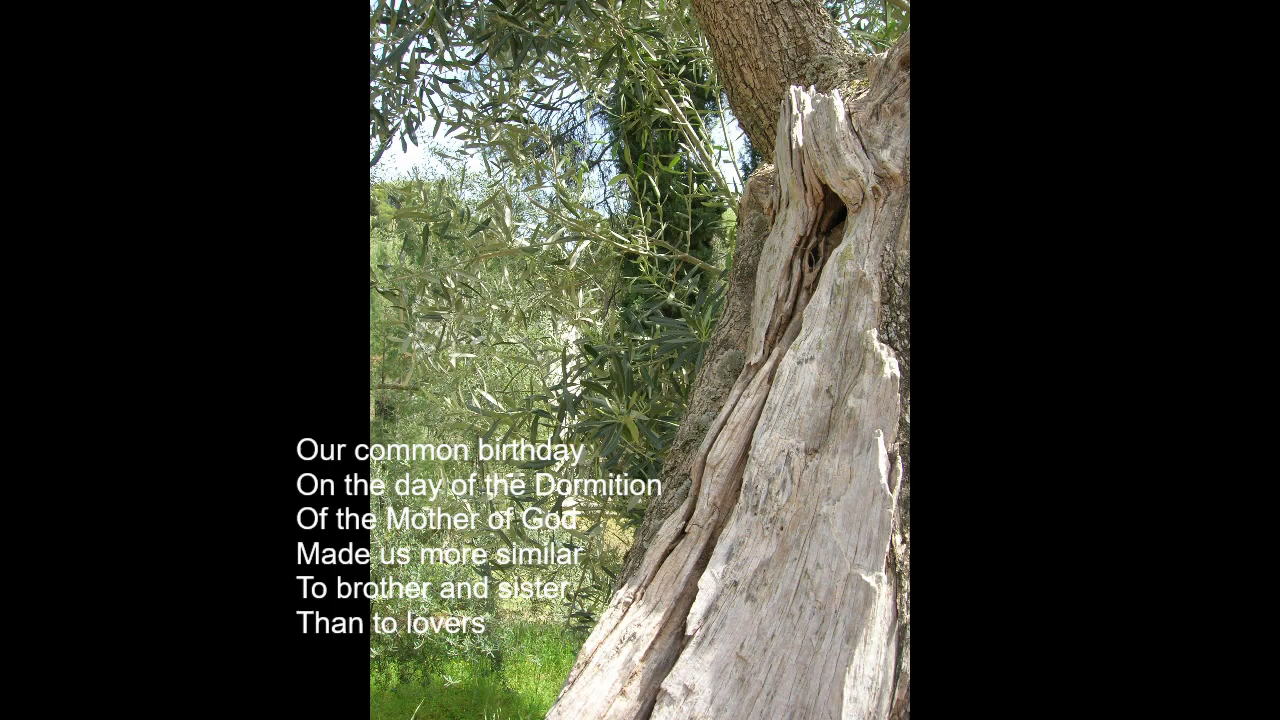 Our common birthday
On the day of the Dormition
Of the Mother of God
Made us more similar
To brother and sister
Than to lovers